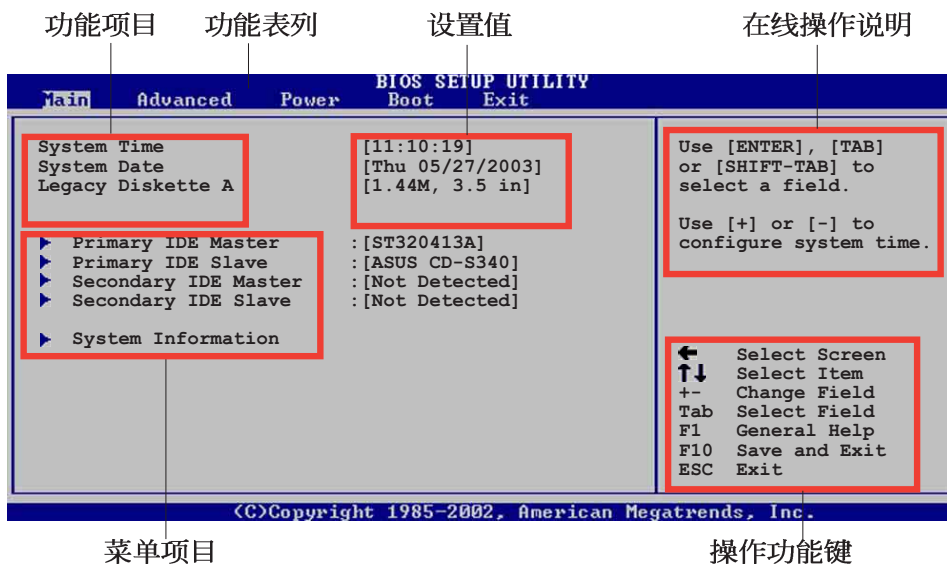 功能项目 功能表列 设置值 在线操作说明
BIOS SETUP UTILITY
Main Advanced Power Boot Exit
System Time [11:10:19]
System Date [Thu 05/27/2003]
Legacy Diskette A [1.44M, 3.5 in]
Primary IDE Master :[ST320413A]
Primary IDE Slave :[ASUS CD-S340]
Secondary IDE Master :[Not Detected]
Secondary IDE Slave :[Not Detected]
System Information
Use [ENTER], [TAB]
or [SHIFT-TAB] to
select a field.
Use [+] or [-] to
configure system time.
← Select Screen
↑↓ Select Item
+- Change Field
Tab Select Field
F1 General Help
F10 Save and Exit
ESC Exit
(C)Copyright 1985-2002, American Megatrends, Inc.
菜单项目 操作功能键